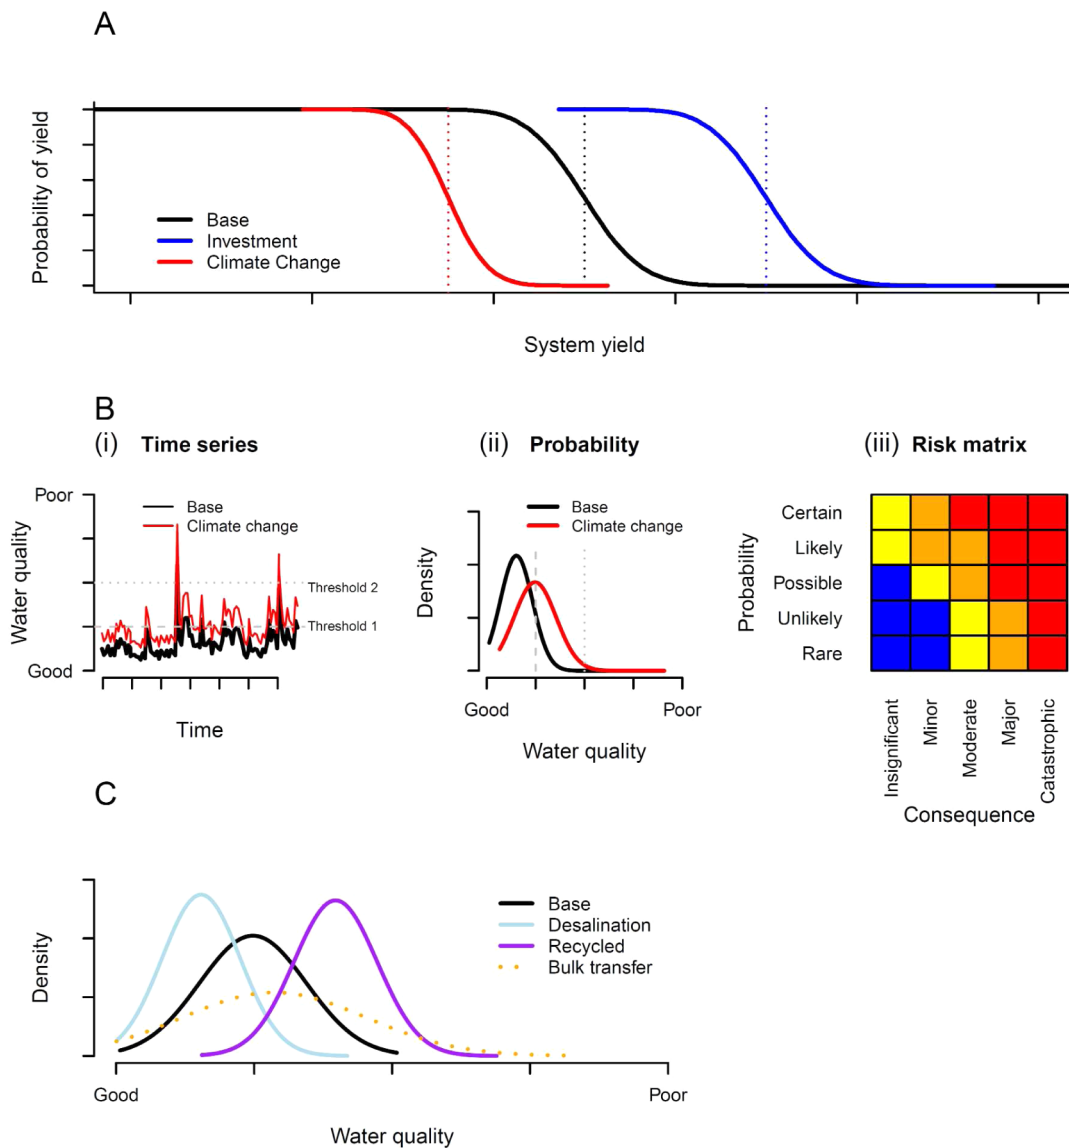 A
Probability of yield
Base
Investment
Climate Change
System yield
B
(i) Time series
Poor
Water quality
Good
Base
Climate change
Threshold 2
Threshold 1
Time
(ii) Probability
Density
Base
Climate change
Good
Poor
Water quality
(iii) Risk matrix
Probability
Certain
Likely
Possible
Unlikely
Rare
Insignificant
Minor
Moderate
Major
Catastrophic
Consequence
C
Density
Base
Desalination
Recycled
Bulk transfer
Good
Poor
Water quality